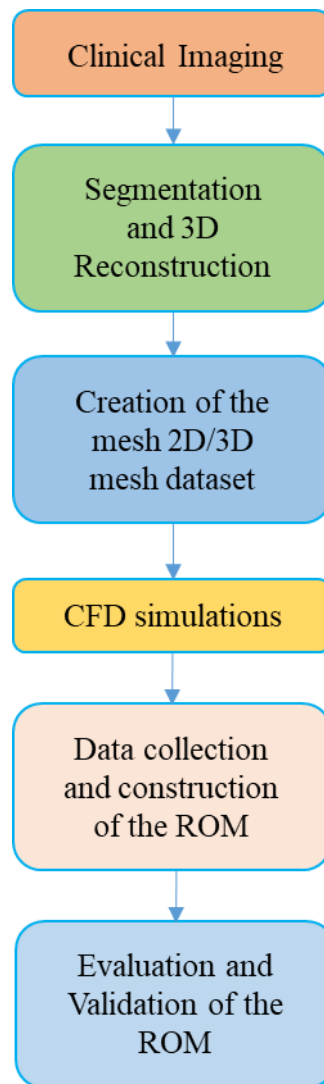 Clinical Imaging
Segmentation
and 3D
Reconstruction
Creation of the
mesh 2D/3D
mesh dataset
CFD simulations
Data collection
and construction
of the ROM
Evaluation and
Validation of the
ROM